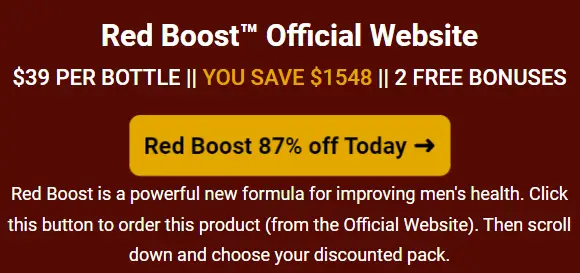 Red Boost™ Official Website
$39 PER BOTTLE || YOU SAVE $1548 || 2 FREE BONUSES
Red Boost 87% off Today ➜
Red Boost is a powerful new formula for improving men's health. Click
this button to order this product (from the Official Website). Then scroll
down and choose your discounted pack.